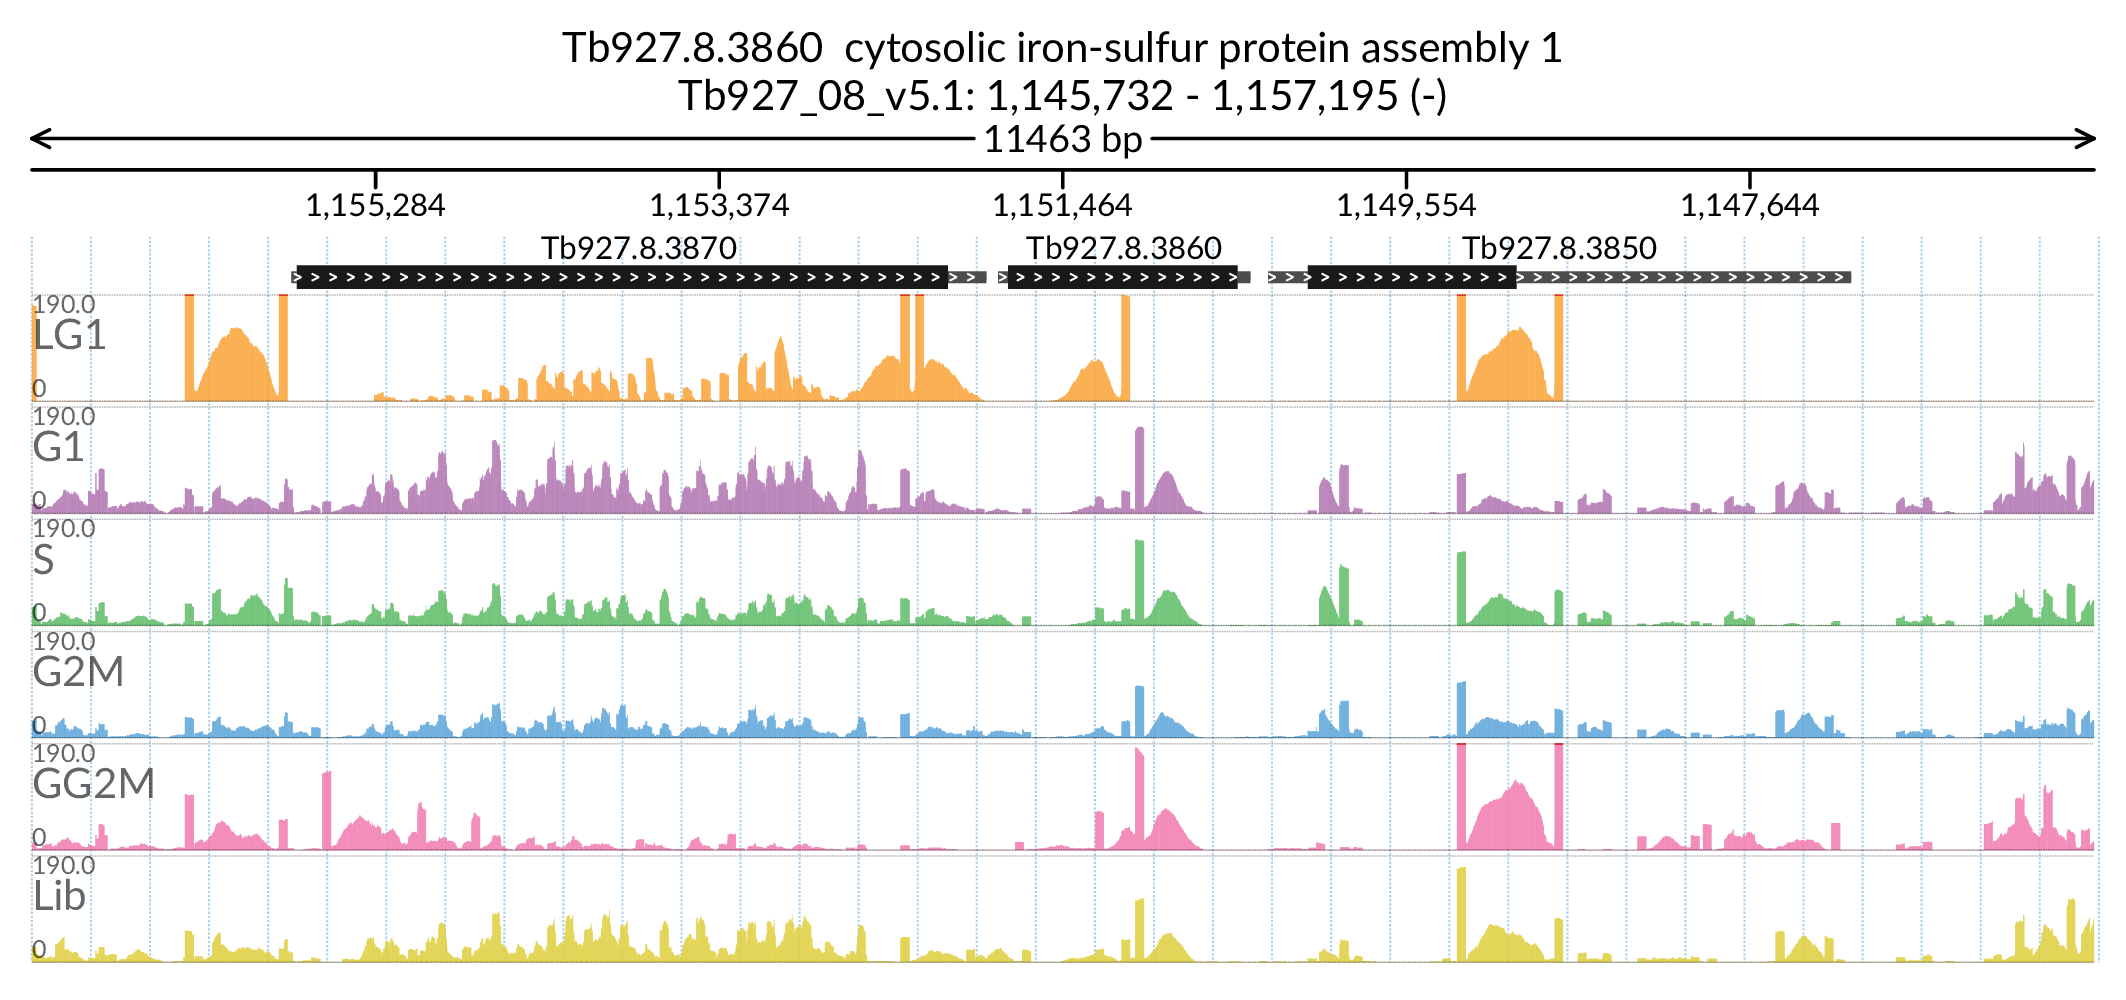 Tb927.8.3860  cytosolic iron-sulfur protein assembly 1
Tb927_08_v5.1: 1,145,732 - 1,157,195 (-)
11463 bp
1,155,284 1,153,374 1,151,464 1,149,554 1,147,644
Tb927.8.3870 Tb927.8.3860 Tb927.8.3850
190.0
LG1
0
190.0
G1
0
190.0
S
0
190.0
G2M
0
190.0
GG2M
0
190.0
Lib
0